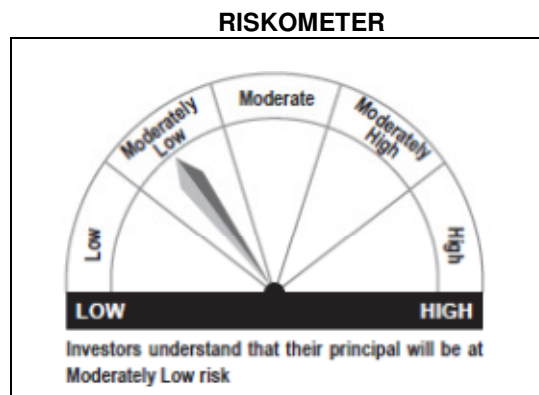 RISKOMETER
Moderate
Moderately
Low
Moderately
High
Low
High
LOW HIGH
Investors understand that their principal will be at
Moderately Low risk